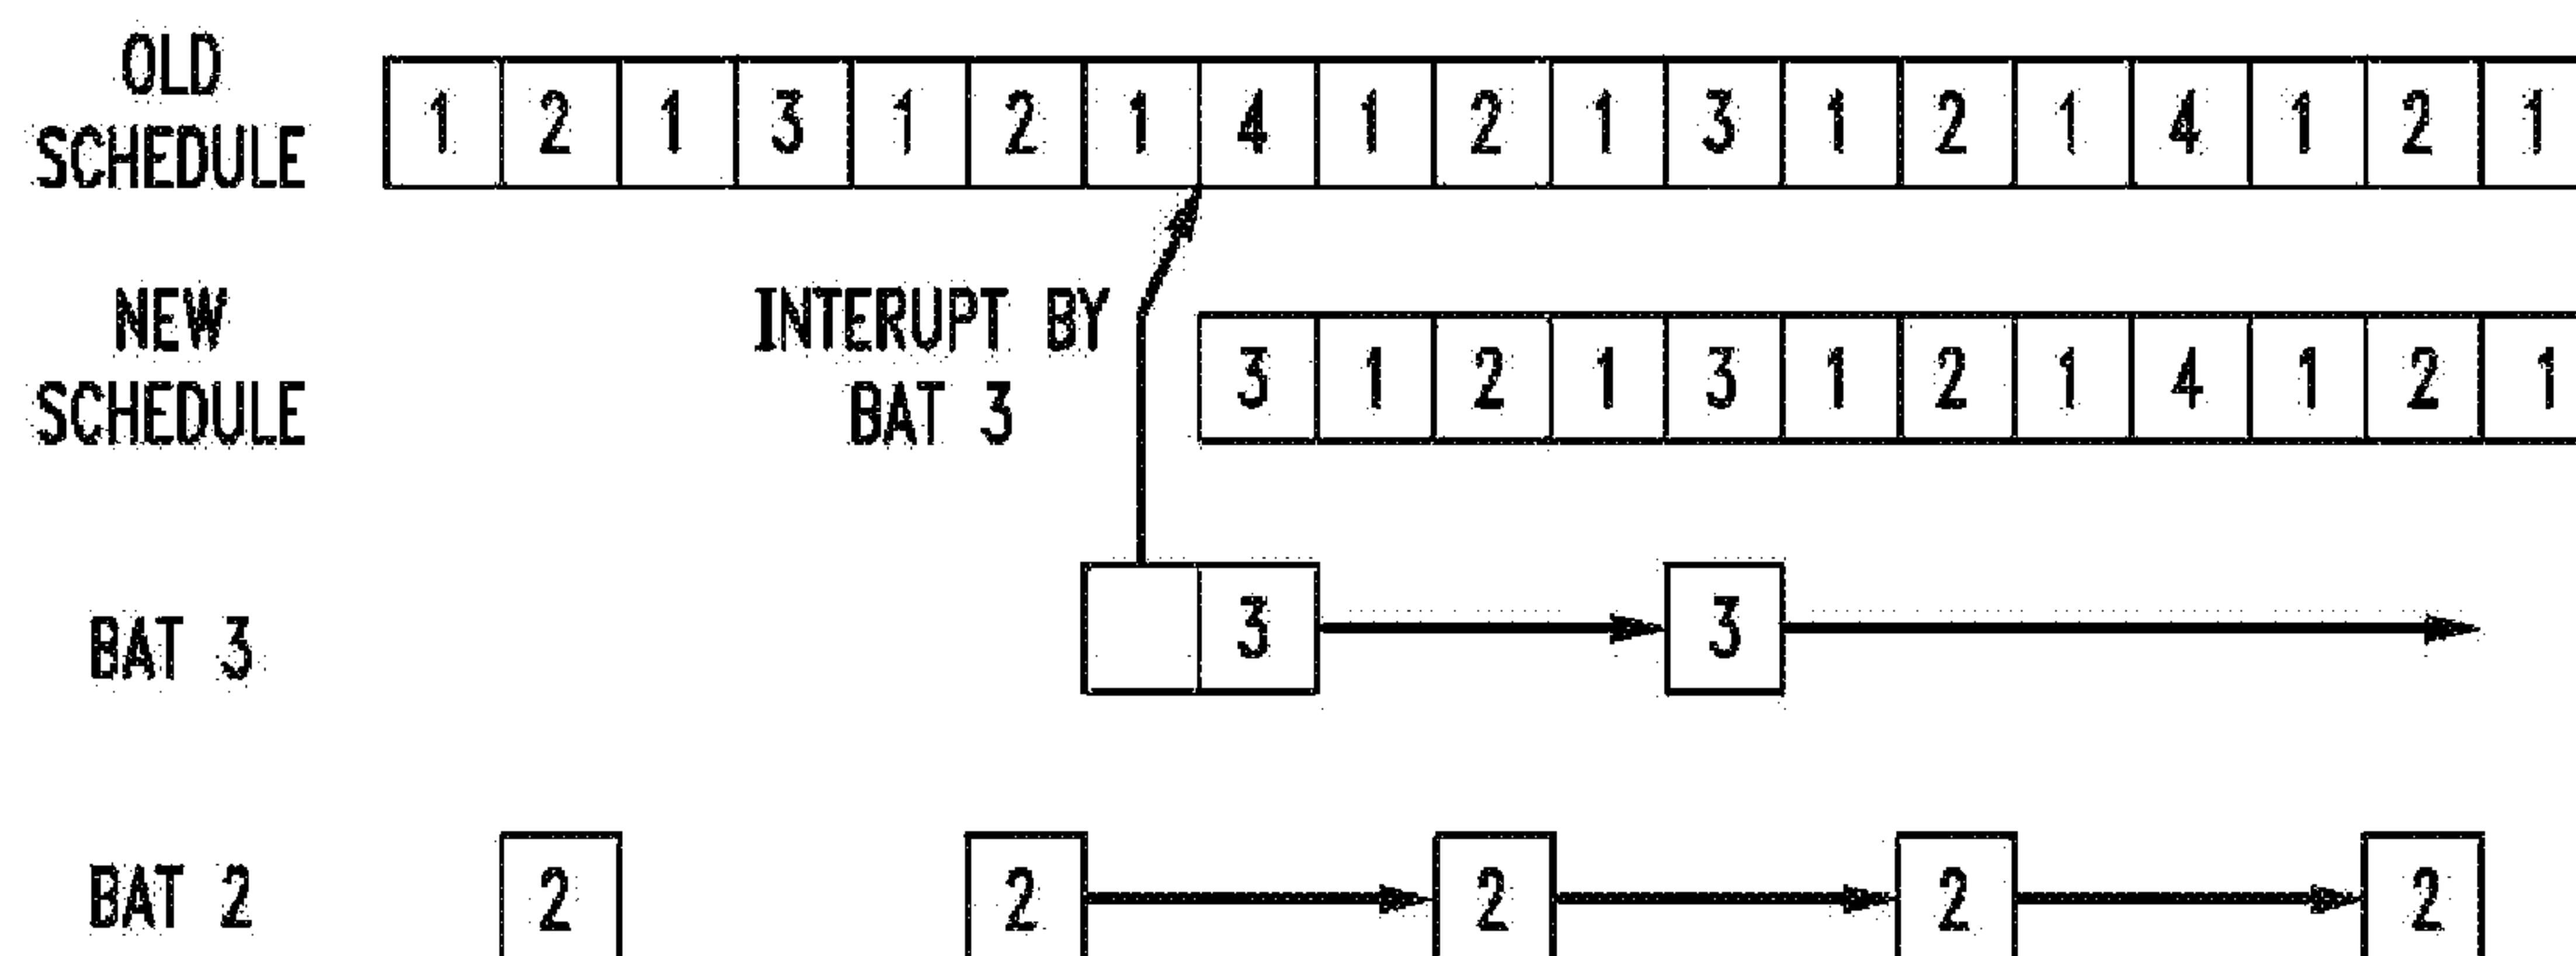 OLD
SCHEDULE
1 2 1 3 1 2 1 4 1 2 1 3 1 2 1 4 1 2 1
NEW
SCHEDULE
INTERUPT BY
BAT 3
3 1 2 1 3 1 2 1 4 1 2 1
BAT 3
3 3
BAT 2
2 2 2 2 2